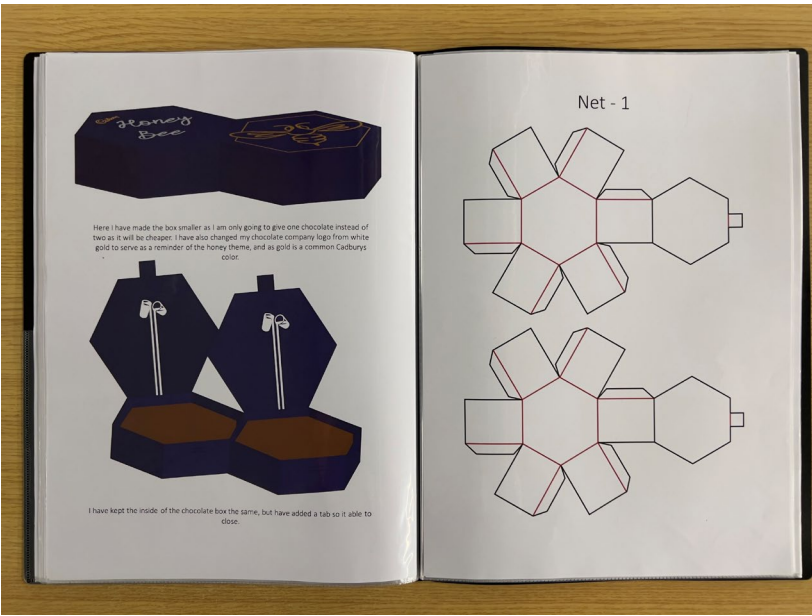 Honey
Bee
Here I have made the box smaller as I am only going to give one chocolate instead of
two as it will be cheaper. I have also changed my chocolate company logo from white
gold to serve as a reminder of the honey theme, and as gold is a common Cadburys
color.
I have kept the inside of the chocolate box the same, but have added a tab so it able to
close.
Net - 1